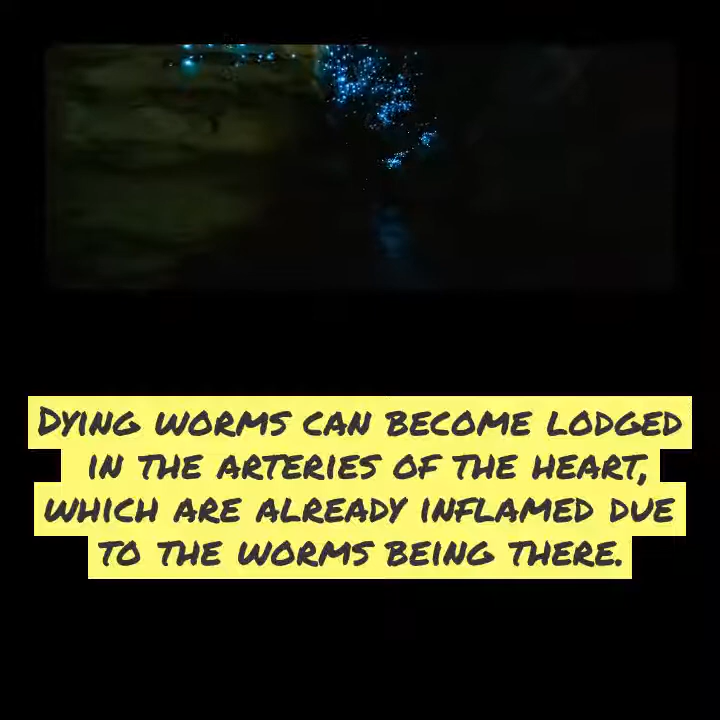 Dying worms can become lodged
in the arteries of the heart,
which are already inflamed due
to the worms being there.